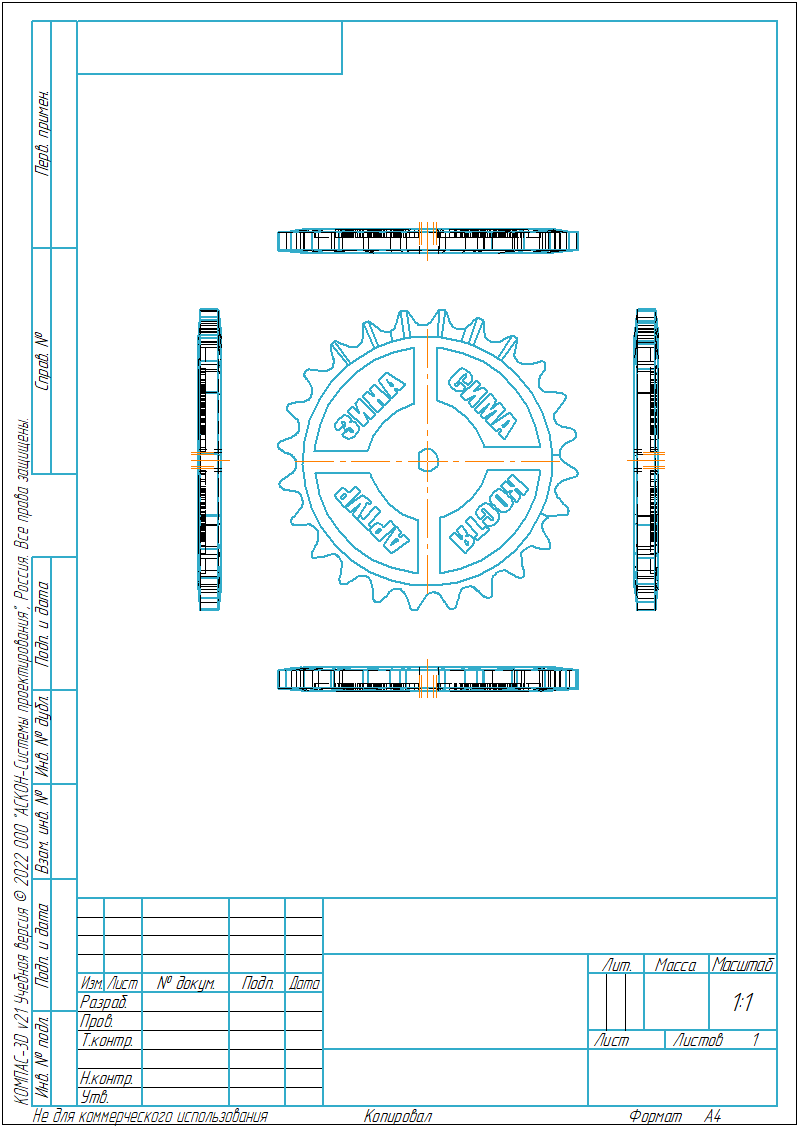 Перв. примен.
Справ. №
ЗИНА
СИМА
АРТУР
КОСТЯ
Подп. и дата
Инв. № дубл.
Взам. инв. №
Подп. и дата
Инв. № подл.
КОМПАС-3D v21 Учебная версия © 2022 ООО "АСКОН-Системы проектирования", Россия. Все права защищены.
Лит. Масса Масштаб
Изм. Лист № докум. Подп. Дата
Разраб.
1:1
Пров.
Т.контр.
Лист Листов 1
Н.контр.
Утв.
Не для коммерческого использования Копировал Формат A4